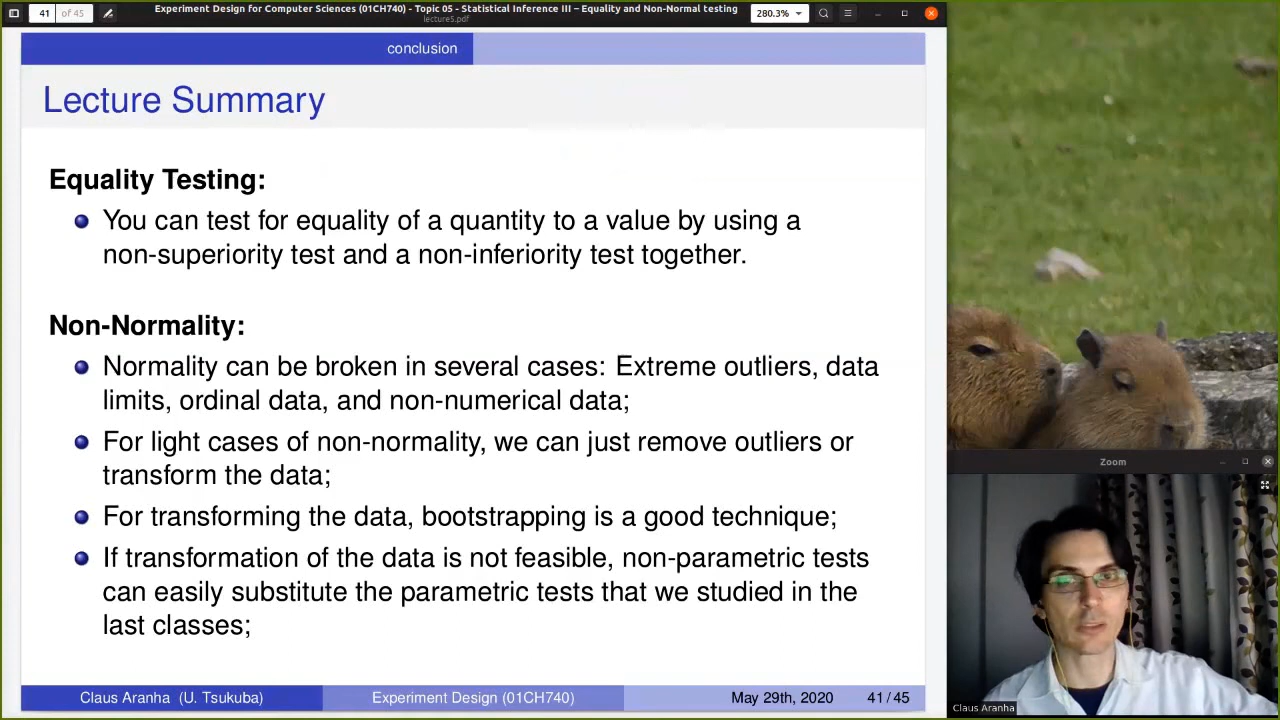 41 of 45
Experiment Design for Computer Sciences (01CH740) - Topic 05 - Statistical Inference III – Equality and Non-Normal testing
lecture5.pdf
280.3%
conclusion
Lecture Summary
Equality Testing:
You can test for equality of a quantity to a value by using a
non-superiority test and a non-inferiority test together.
Non-Normality:
Normality can be broken in several cases: Extreme outliers, data
limits, ordinal data, and non-numerical data;
For light cases of non-normality, we can just remove outliers or
transform the data;
For transforming the data, bootstrapping is a good technique;
If transformation of the data is not feasible, non-parametric tests
can easily substitute the parametric tests that we studied in the
last classes;
Claus Aranha (U. Tsukuba)
Experiment Design (01CH740)
May 29th, 2020
41 / 45
Zoom
Claus Aranha